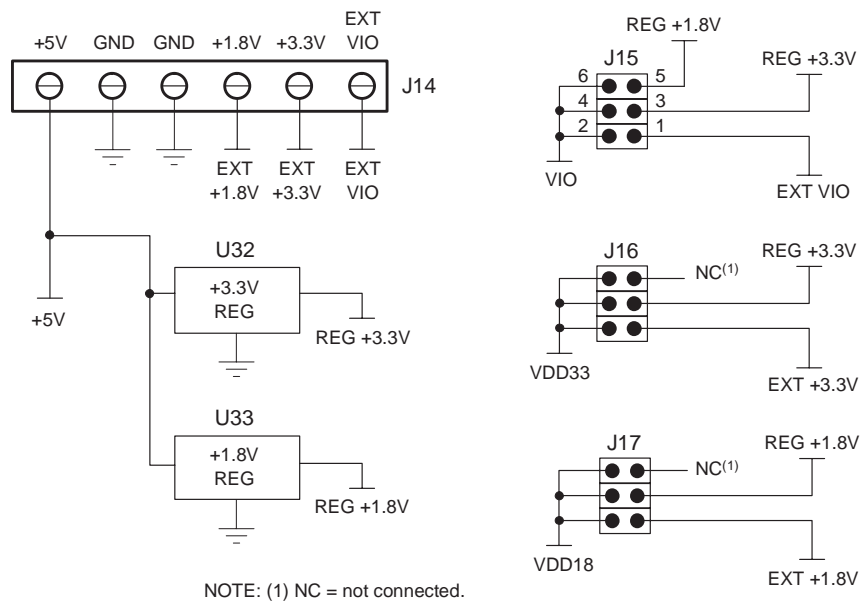 +5V GND GND +1.8V +3.3V EXT VIO
J14
EXT +1.8V
EXT +3.3V
EXT VIO
+5V
U32
+3.3V
REG
REG +3.3V
U33
+1.8V
REG
REG +1.8V
J15
REG +1.8V
REG +3.3V
6 5
4 3
2 1
VIO
EXT VIO
J16
NC(1)
REG +3.3V
VDD33
EXT +3.3V
J17
NC(1)
REG +1.8V
VDD18
EXT +1.8V
NOTE: (1) NC = not connected.